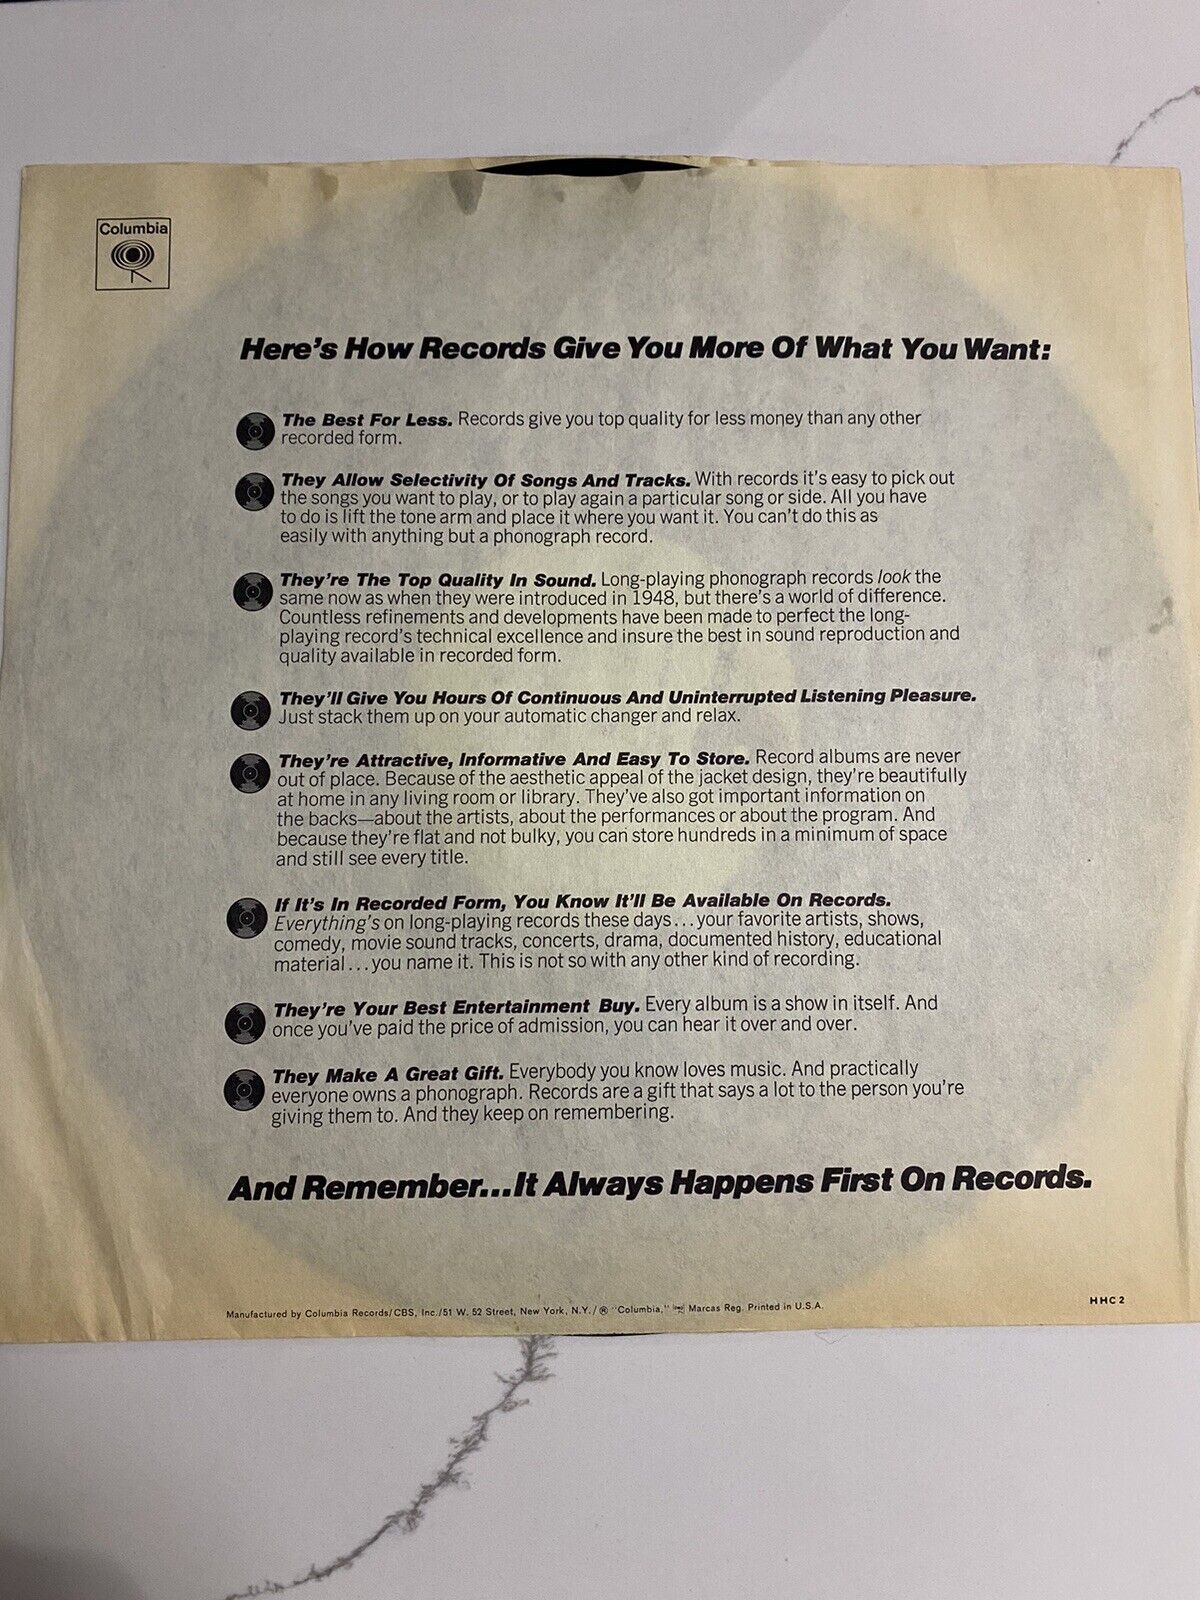 Columbia
Here's How Records Give You More Of What You Want:
The Best For Less. Records give you top quality for less money than any other
recorded form.
They Allow Selectivity Of Songs And Tracks. With records it's easy to pick out
the songs you want to play, or to play again a particular song or side. All you have
to do is lift the tone arm and place it where you want it. You can't do this as
easily with anything but a phonograph record.
They're The Top Quality In Sound. Long-playing phonograph records look the
same now as when they were introduced in 1948, but there's a world of difference.
Countless refinements and developments have been made to perfect the long-
playing record's technical excellence and insure the best in sound reproduction and
quality available in recorded form.
They'll Give You Hours Of Continuous And Uninterrupted Listening Pleasure.
Just stack them up on your automatic changer and relax.
They're Attractive, Informative And Easy To Store. Record albums are never
out of place. Because of the aesthetic appeal of the jacket design, they're beautifully
at home in any living room or library. They've also got important information on
the backs—about the artists, about the performances or about the program. And
because they're flat and not bulky, you can store hundreds in a minimum of space
and still see every title.
If It's In Recorded Form, You Know It'll Be Available On Records.
Everything's on long-playing records these days...your favorite artists, shows,
comedy, movie sound tracks, concerts, drama, documented history, educational
material...you name it. This is not so with any other kind of recording.
They're Your Best Entertainment Buy. Every album is a show in itself. And
once you've paid the price of admission, you can hear it over and over.
They Make A Great Gift. Everybody you know loves music. And practically
everyone owns a phonograph. Records are a gift that says a lot to the person you're
giving them to. And they keep on remembering.
And Remember...It Always Happens First On Records.
Manufactured by Columbia Records/CBS, Inc./51 W. 52 Street, New York, N.Y./® "Columbia," Marcas Reg. Printed in U.S.A.
HHC2